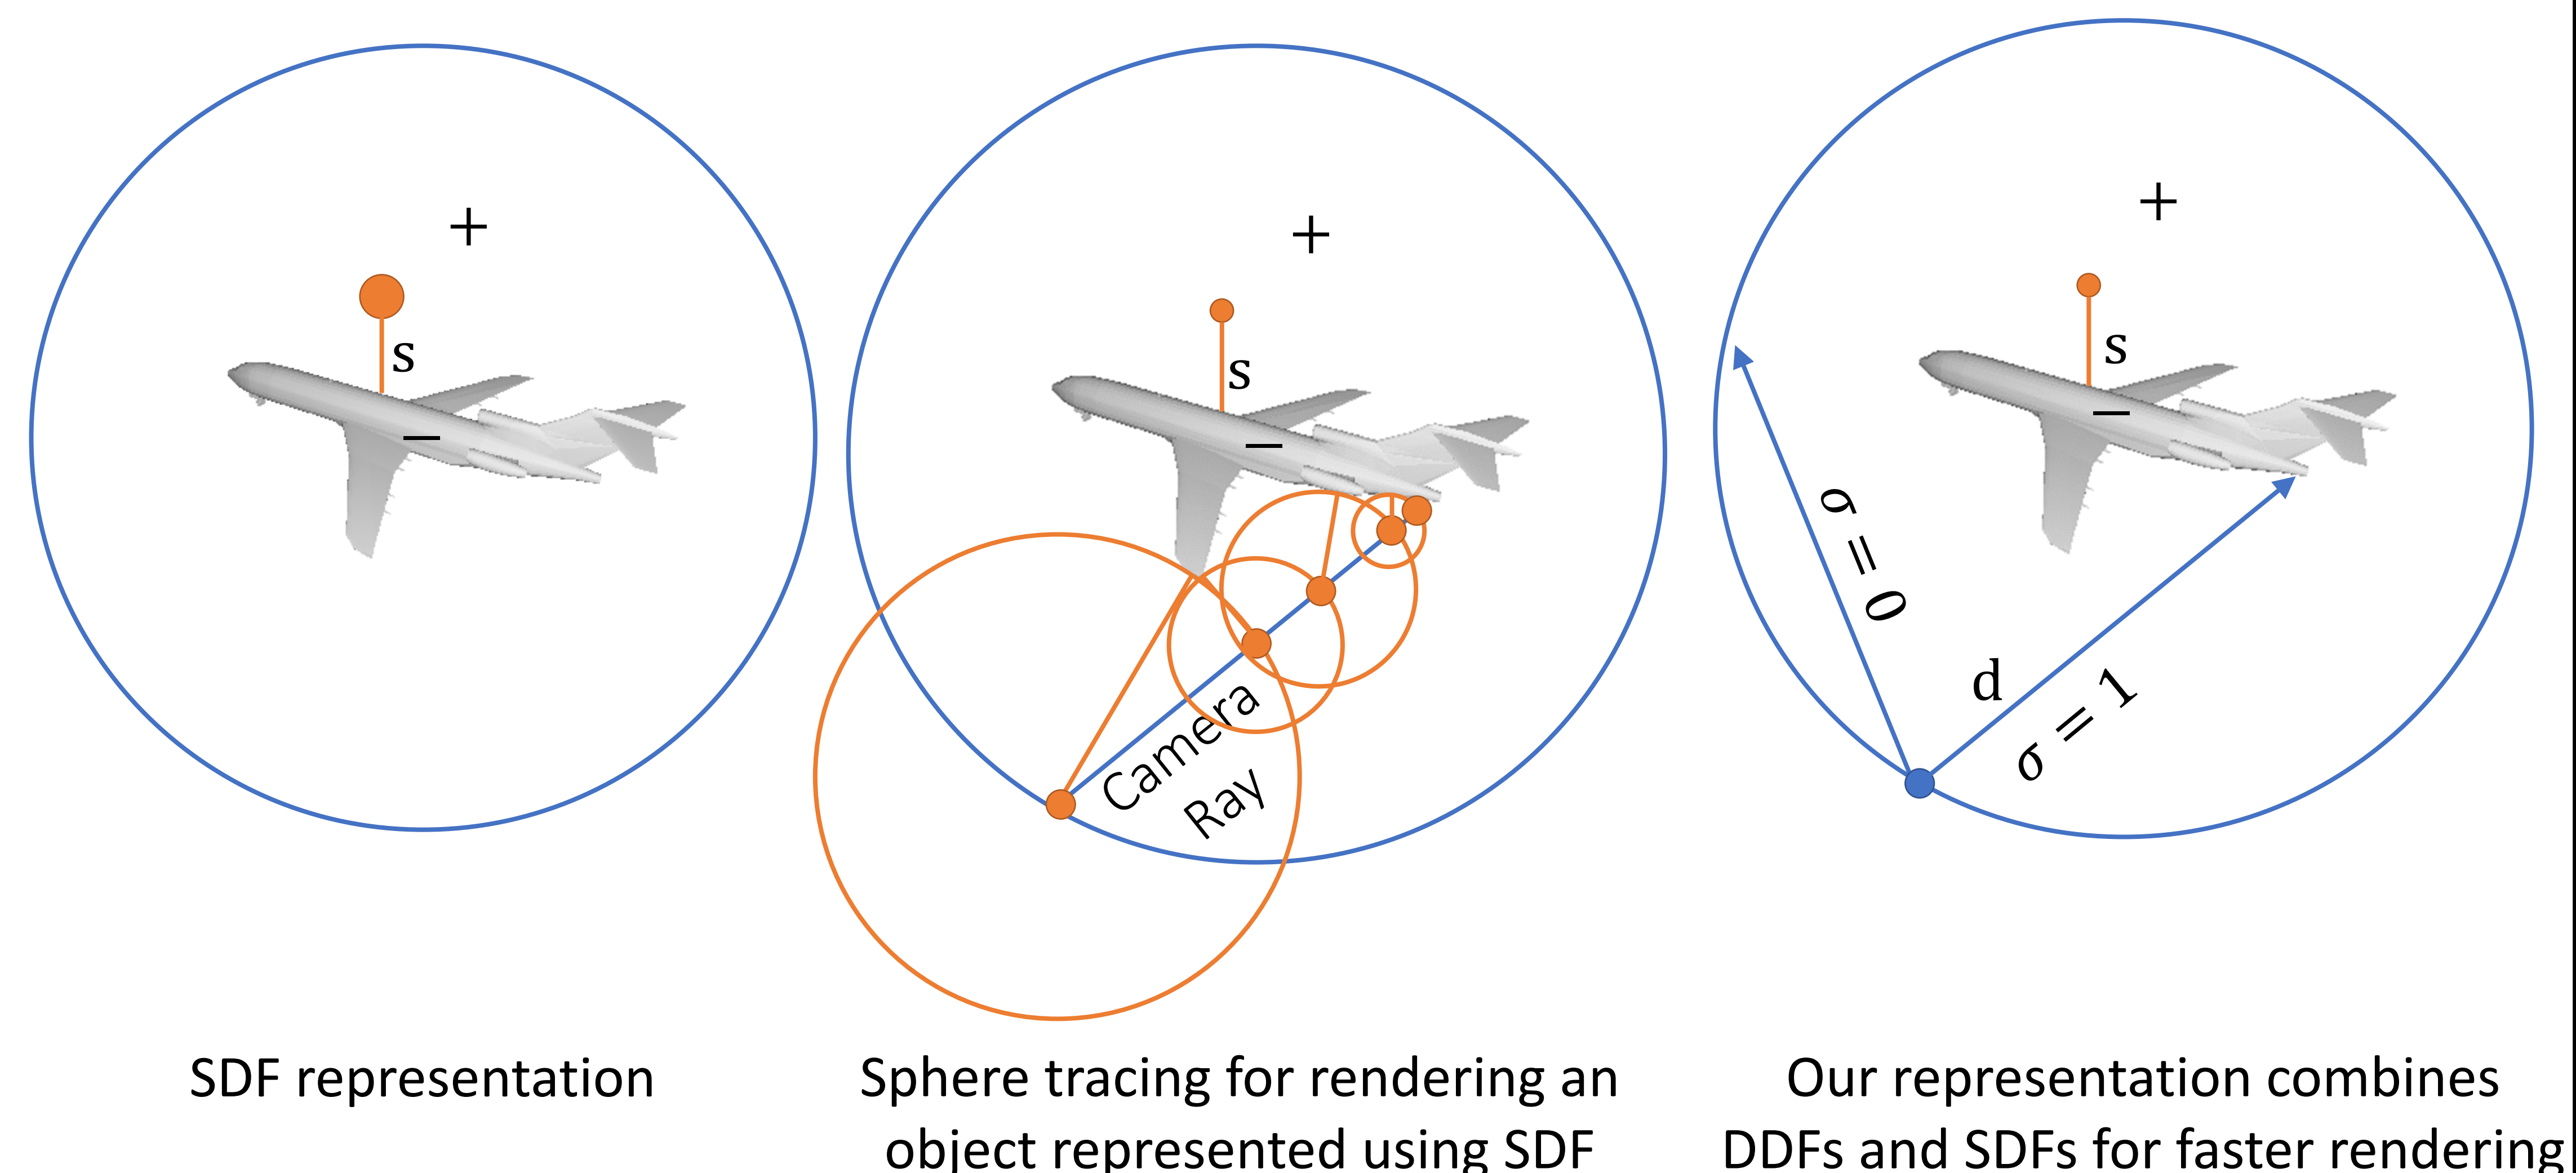 +
s
−
SDF representation
+
s
−
Camera
Ray
Sphere tracing for rendering an
object represented using SDF
+
s
−
σ = 0
d
σ = 1
Our representation combines
DDFs and SDFs for faster rendering